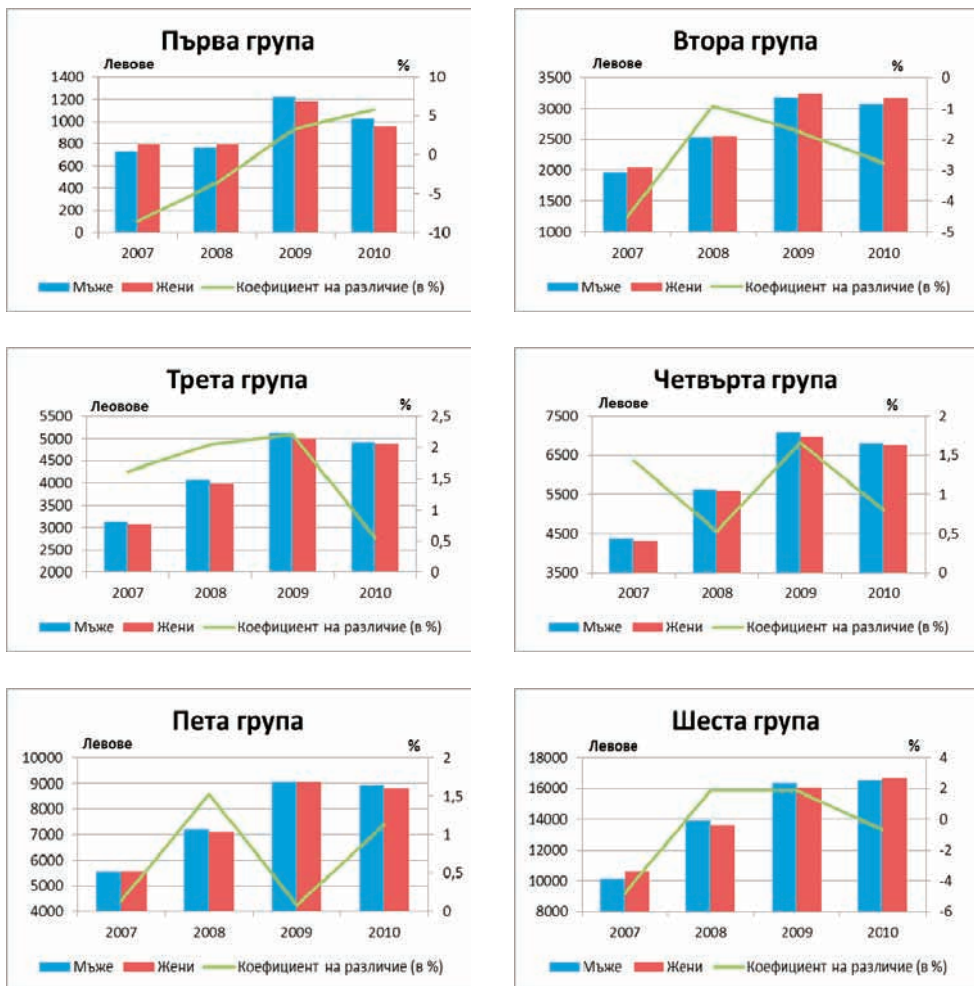 Първа група
Левове %
1400 10
1200
1000 5
800 0
600
400 -5
200
0 -10
2007 2008 2009 2010
Мъже Жени Коефициент на различие (в %)
Втора група
Левове %
3500 0
3000 -1
2500 -2
2000 -3
1500 -4
1000 -5
2007 2008 2009 2010
Мъже Жени Коефициент на различие (в %)
Трета група
Леовове %
5500 2,5
5000 2
4500
4000 1,5
3500
3000 1
2500 0,5
2000 0
2007 2008 2009 2010
Мъже Жени Коефициент на различие (в %)
Четвърта група
Левове %
7500 2
6500 1,5
5500 1
4500 0,5
3500 0
2007 2008 2009 2010
Мъже Жени Коефициент на различие (в %)
Пета група
Левове %
10000 2
9000
8000 1,5
7000 1
6000
5000 0,5
4000 0
2007 2008 2009 2010
Мъже Жени Коефициент на различие (в %)
Шеста група
Левове %
18000 4
16000 2
14000 0
12000 -2
10000 -4
8000 -6
2007 2008 2009 2010
Мъже Жени Коефициент на различие (в %)